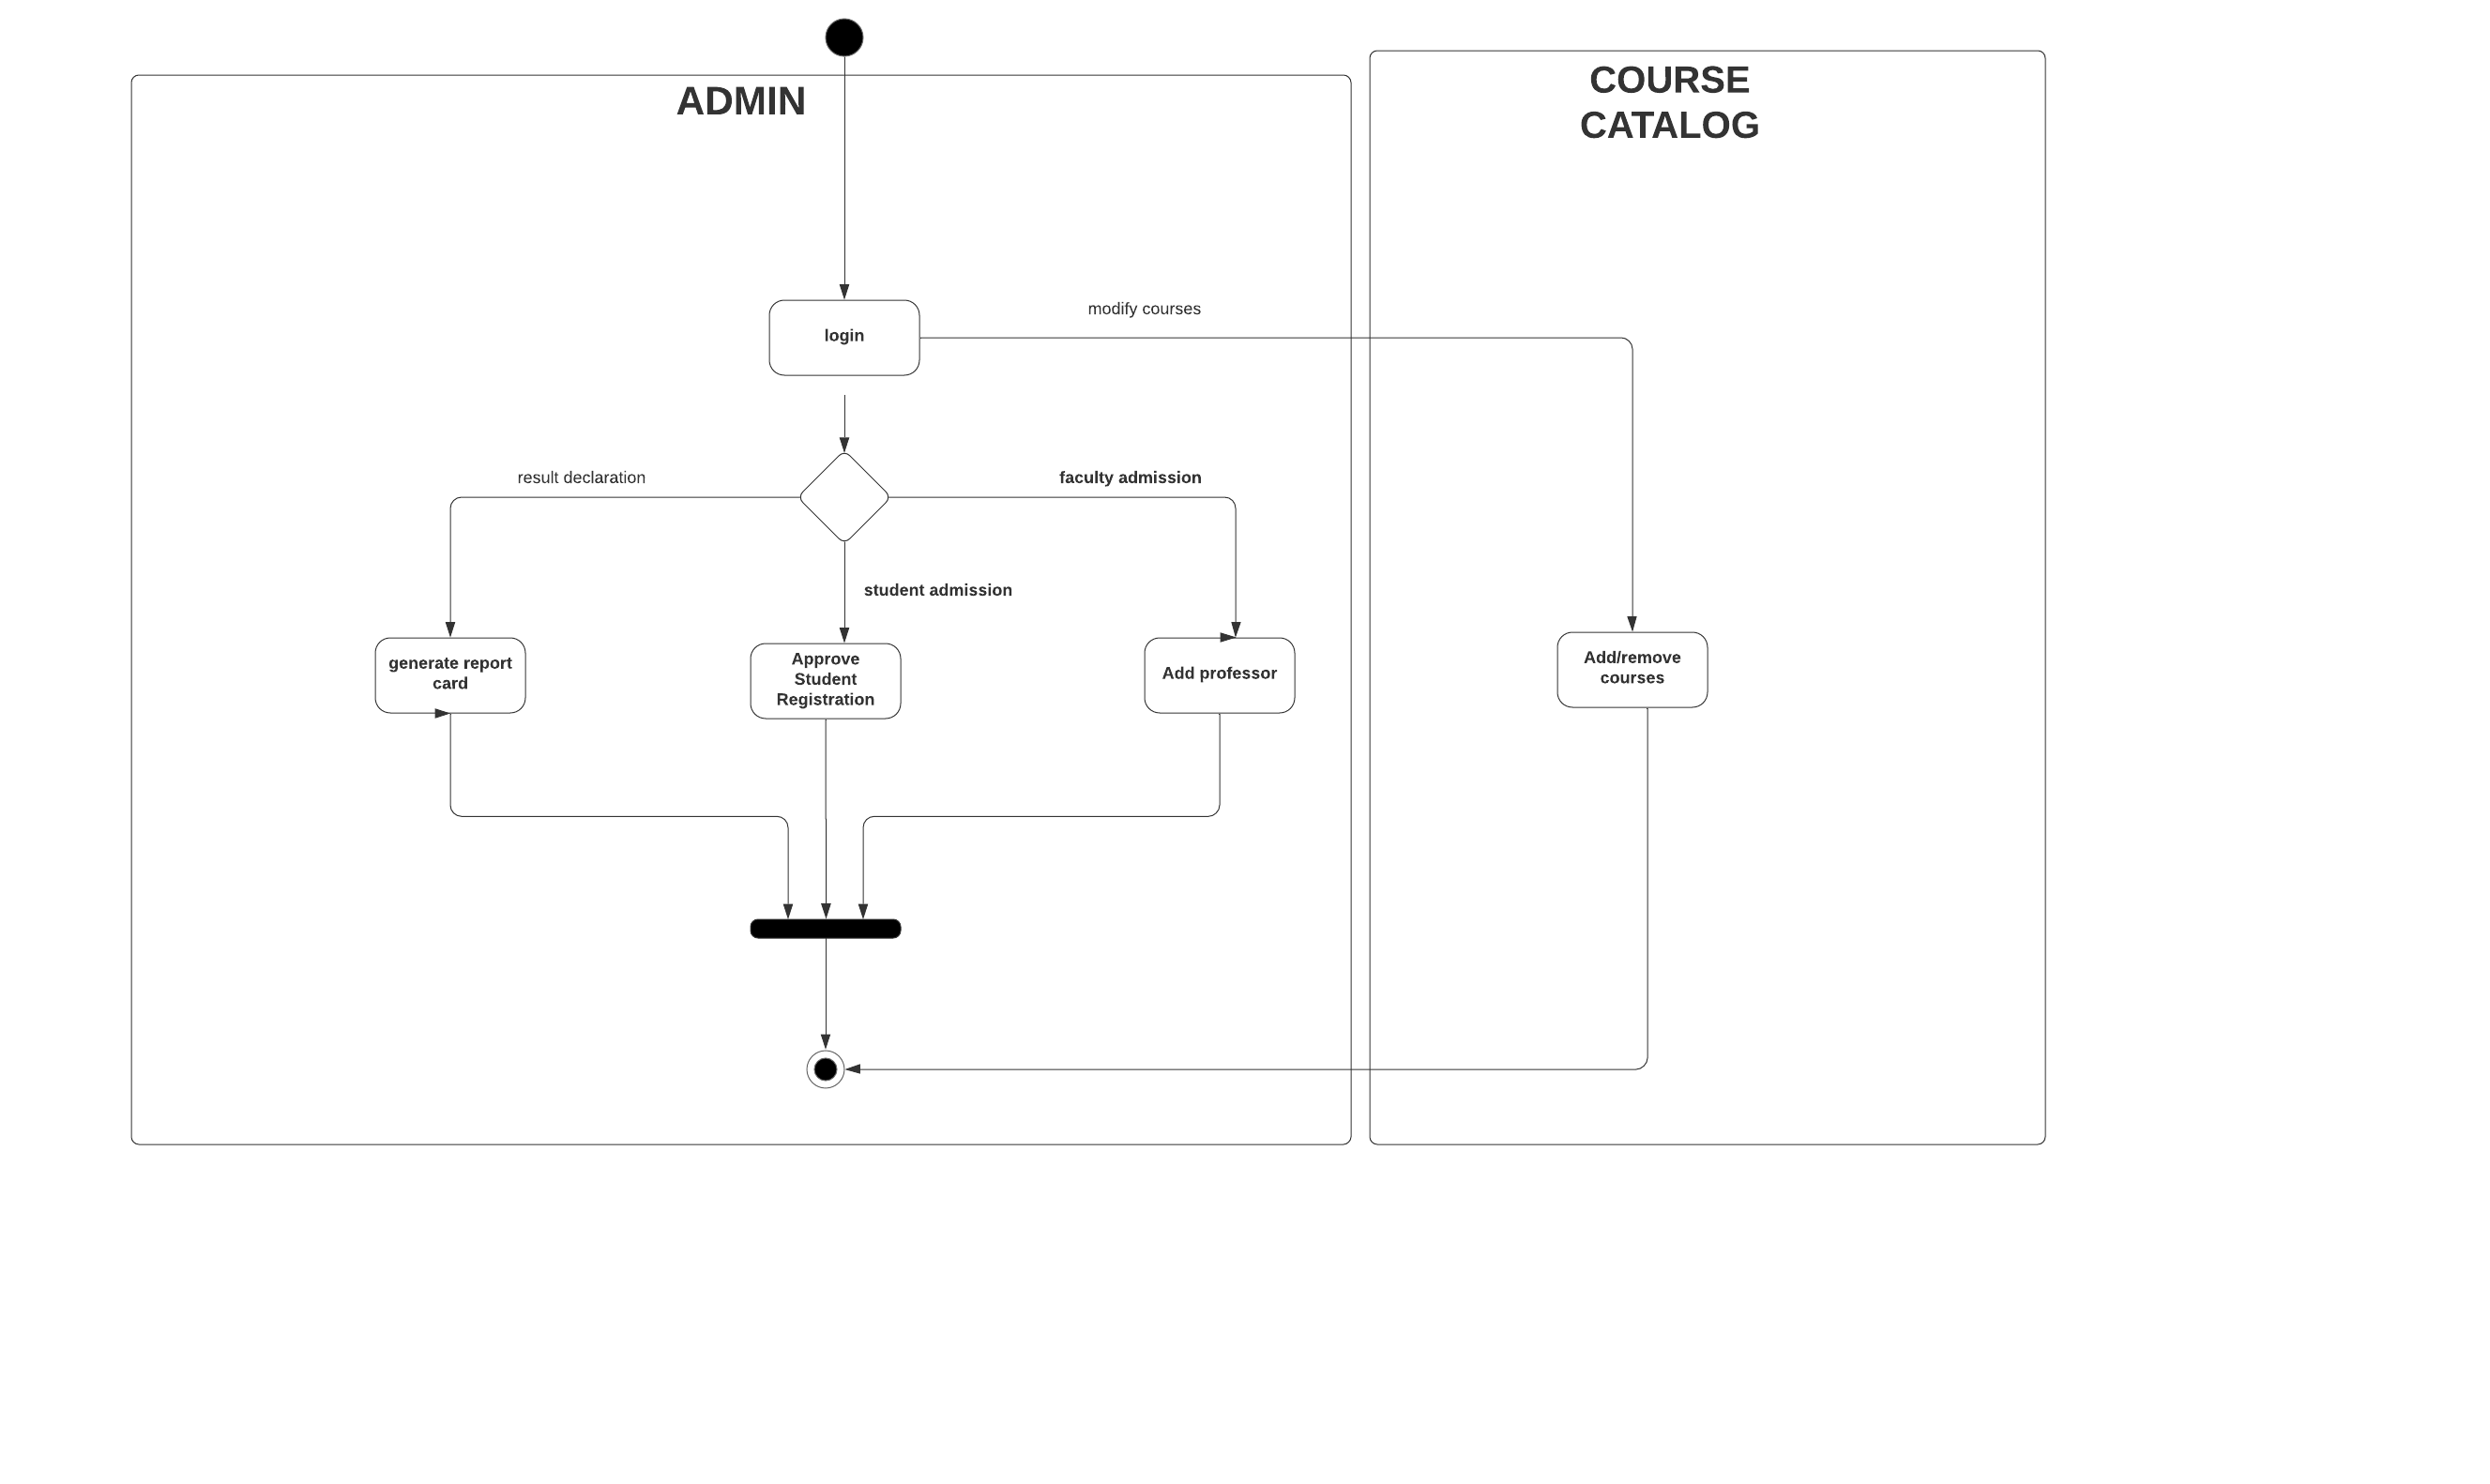 ADMIN
COURSE
CATALOG
login
modify courses
result declaration
faculty admission
student admission
generate report
card
Approve
Student
Registration
Add professor
Add/remove
courses